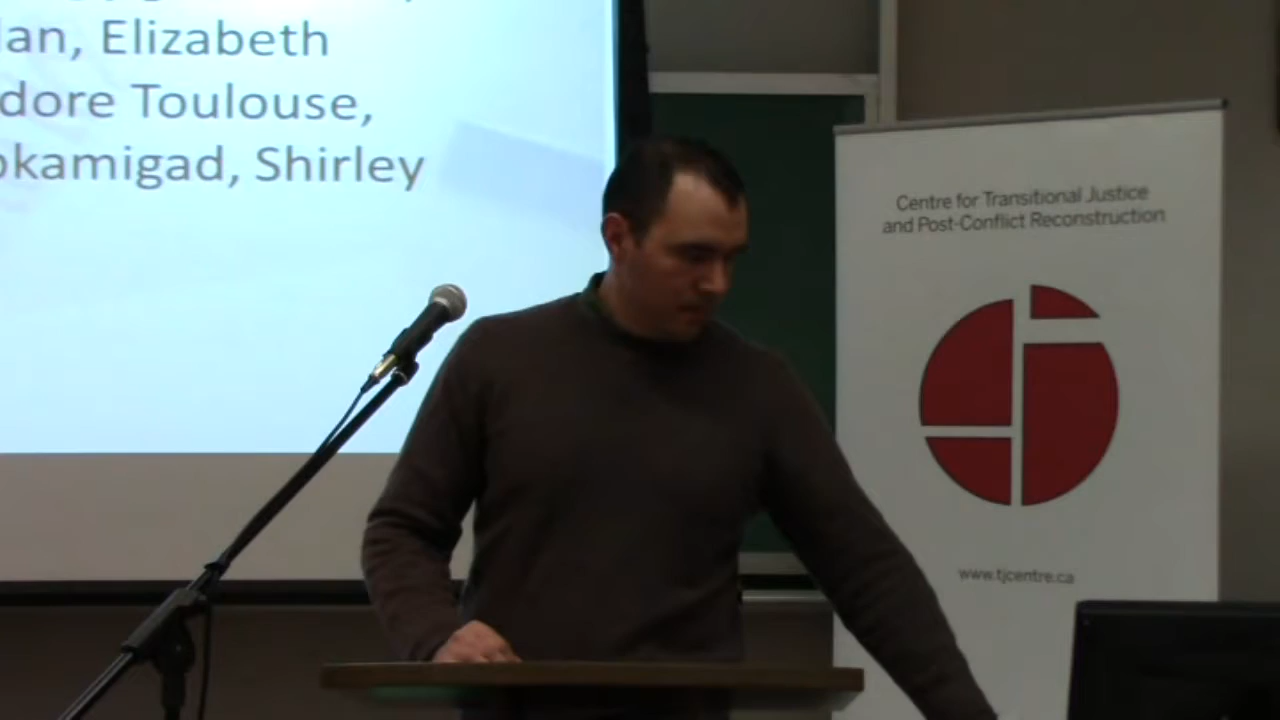 lan, Elizabeth
dore Toulouse,
okamigad, Shirley
Centre for Transitional Justice
and Post-Conflict Reconstruction
www.tjcentre.ca